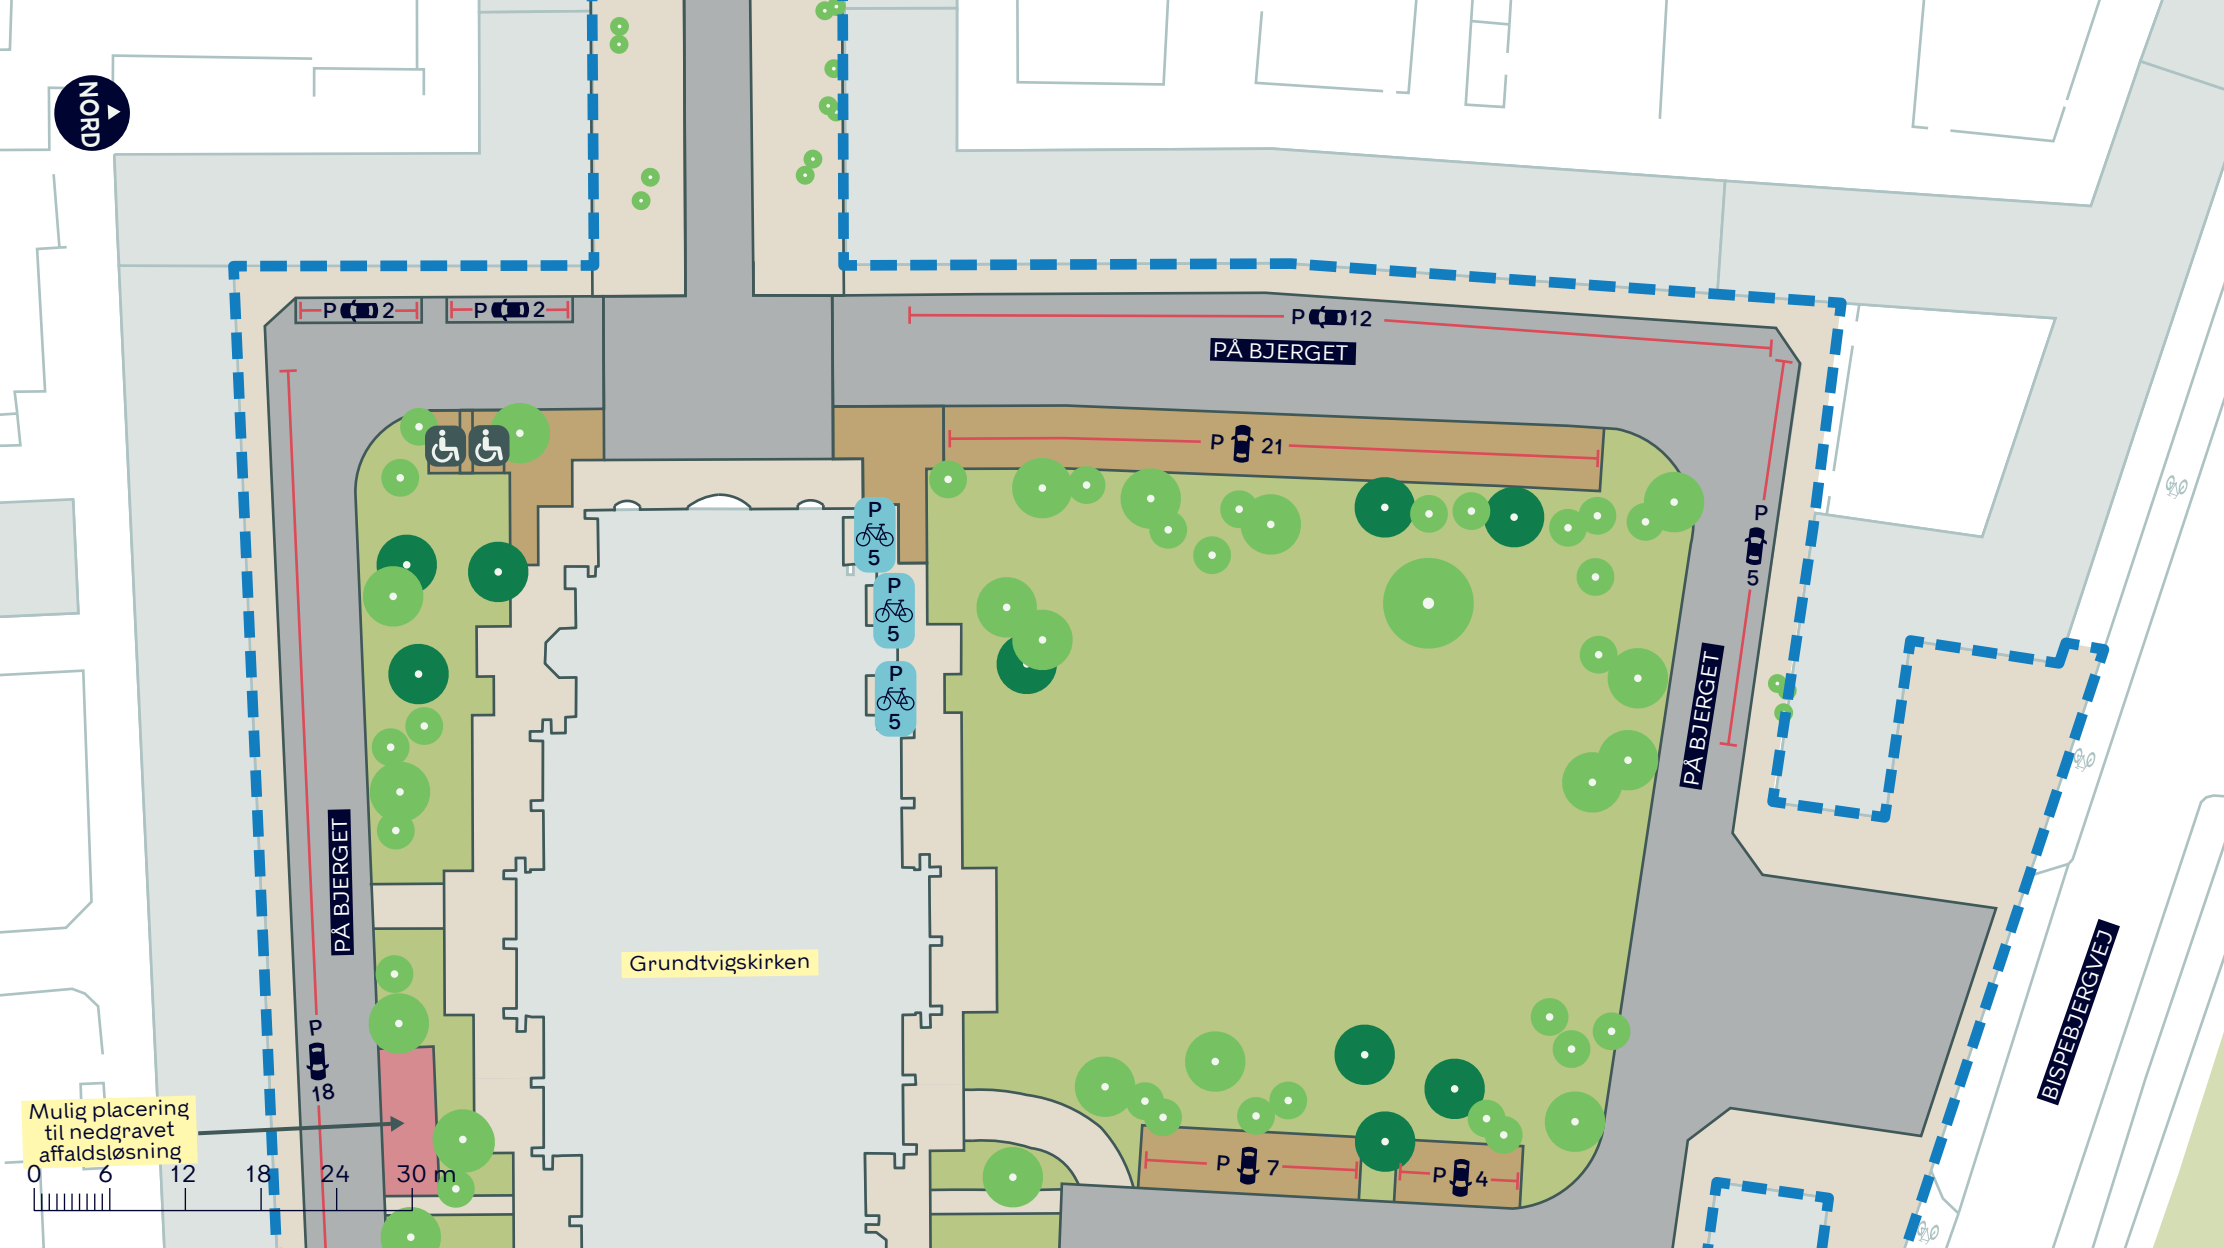 NORD
P 2
P 2
P 12
PÅ BJERGET
P 21
P
5
P
5
P
5
P
5
PÅ BJERGET
PÅ BJERGET
Grundtvigskirken
BISPEBJERGVEJ
P
18
Mulig placering
til nedgravet
affaldsløsning
P 7
P 4
0 6 12 18 24 30 m